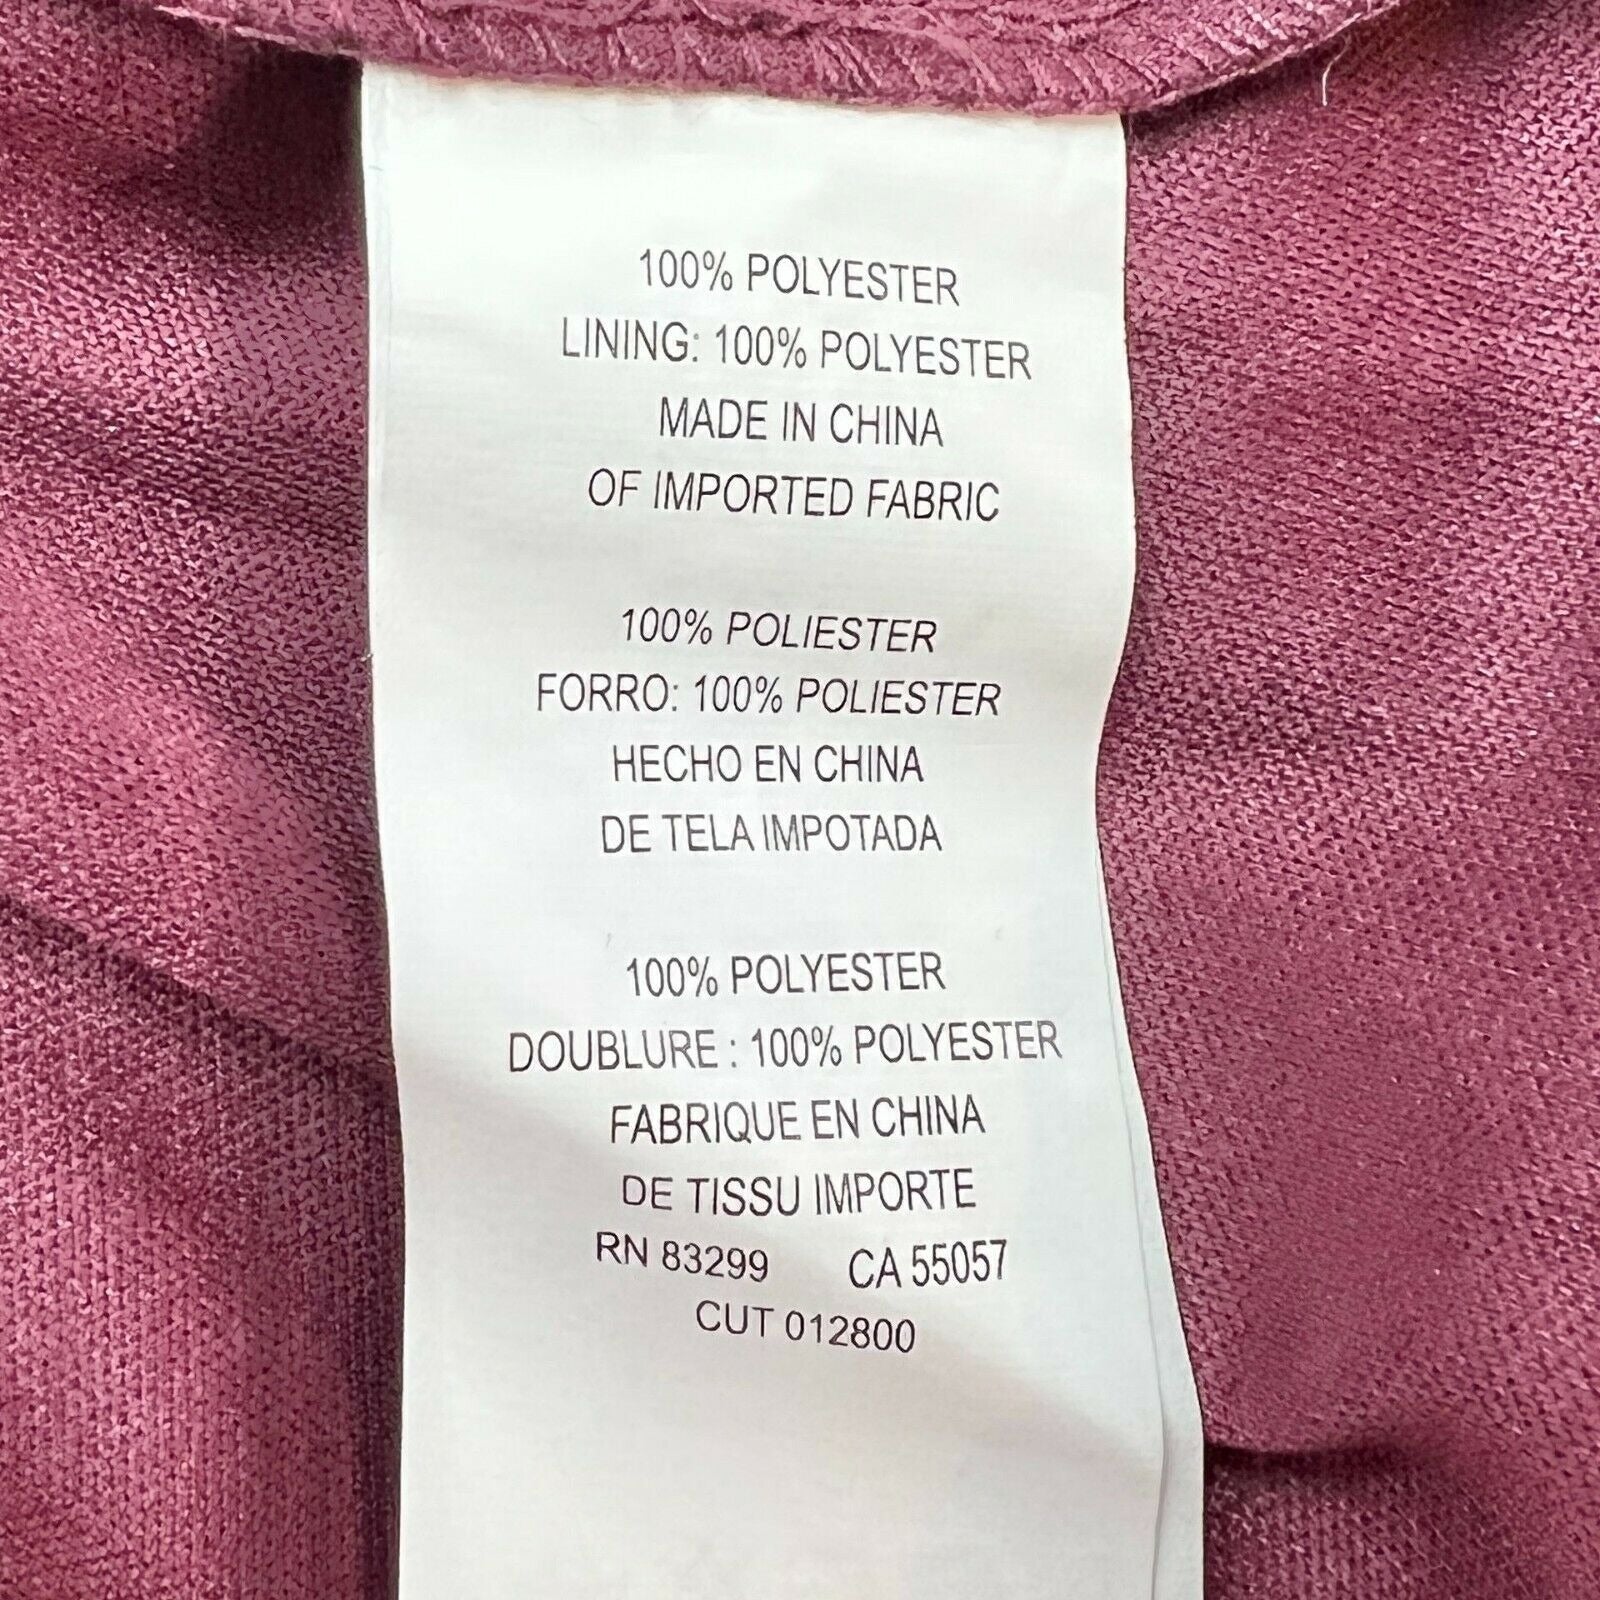 100% POLYESTER
LINING: 100% POLYESTER
MADE IN CHINA
OF IMPORTED FABRIC
100% POLIESTER
FORRO: 100% POLIESTER
HECHO EN CHINA
DE TELA IMPOTADA
100% POLYESTER
DOUBLURE : 100% POLYESTER
FABRIQUE EN CHINA
DE TISSU IMPORTE
RN 83299 CA 55057
CUT 012800